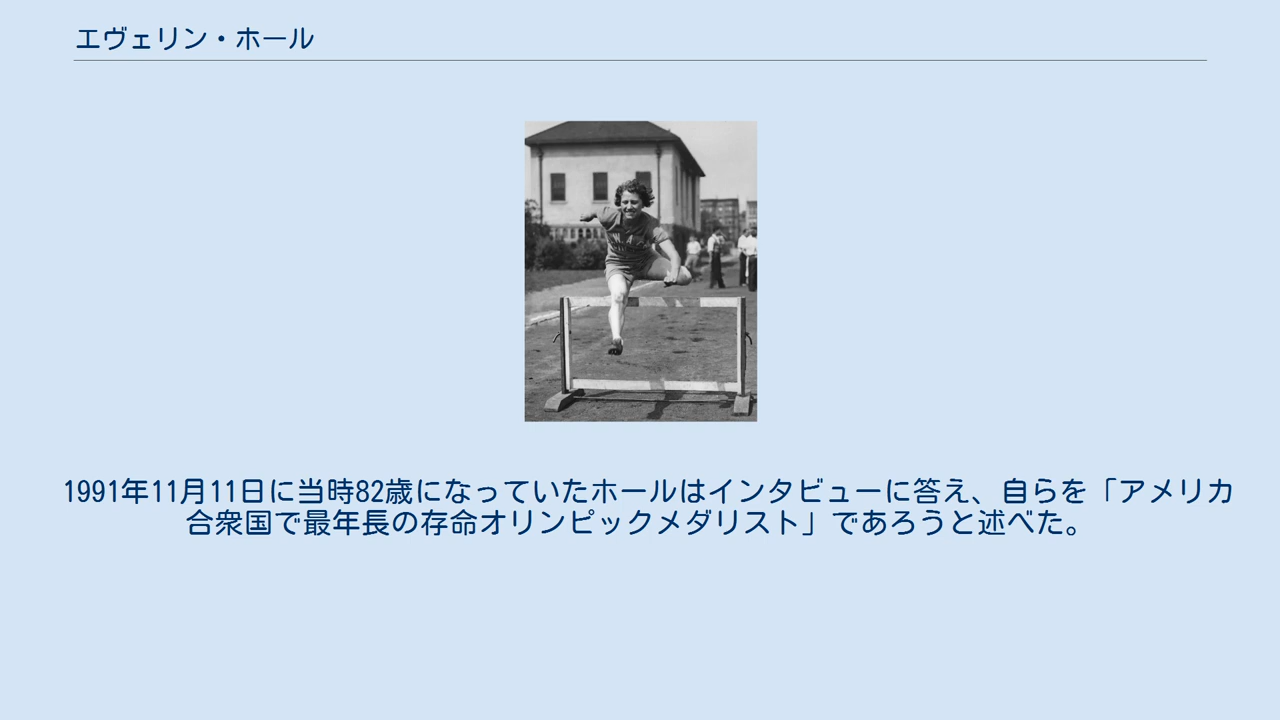 エヴェリン・ホール
1991年11月11日に当時82歳になっていたホールはインタビューに答え、自らを「アメリカ
合衆国で最年長の存命オリンピックメダリスト」であろうと述べた。